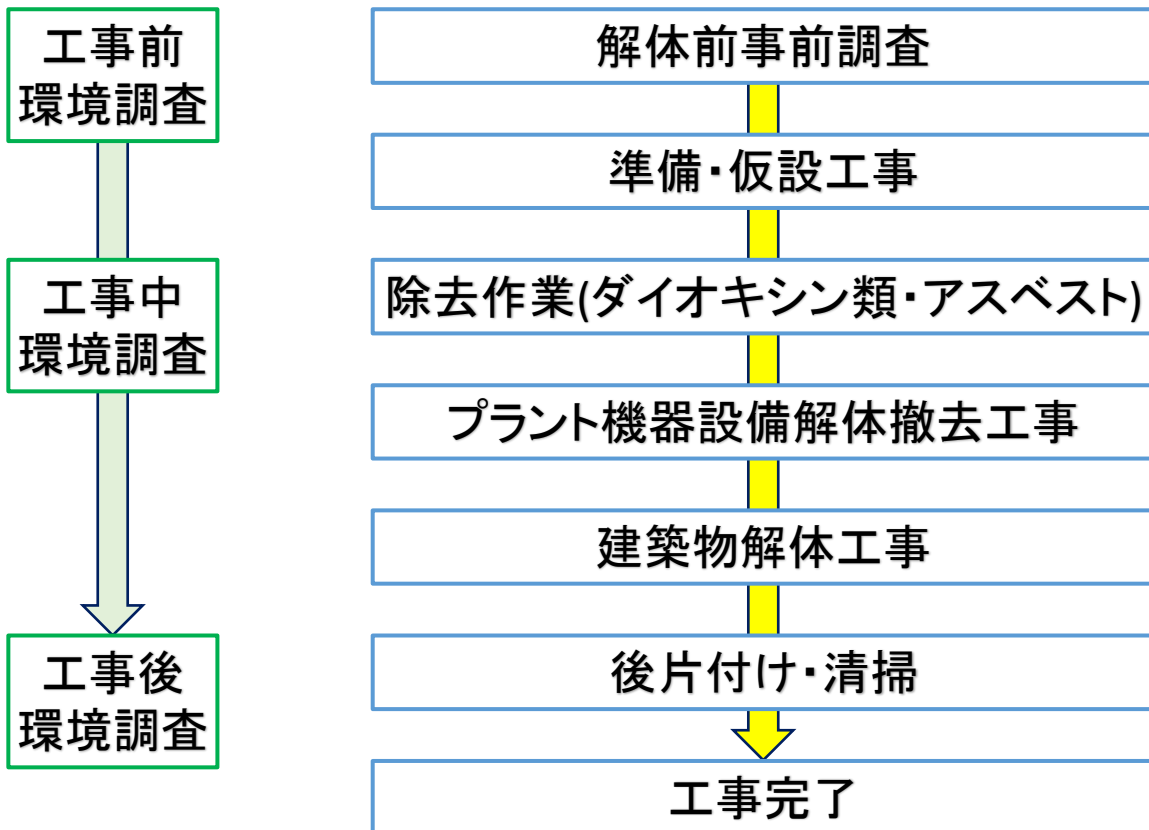 工事前
環境調査
解体前事前調査
準備・仮設工事
工事中
環境調査
除去作業(ダイオキシン類・アスベスト)
プラント機器設備解体撤去工事
建築物解体工事
工事後
環境調査
後片付け・清掃
工事完了